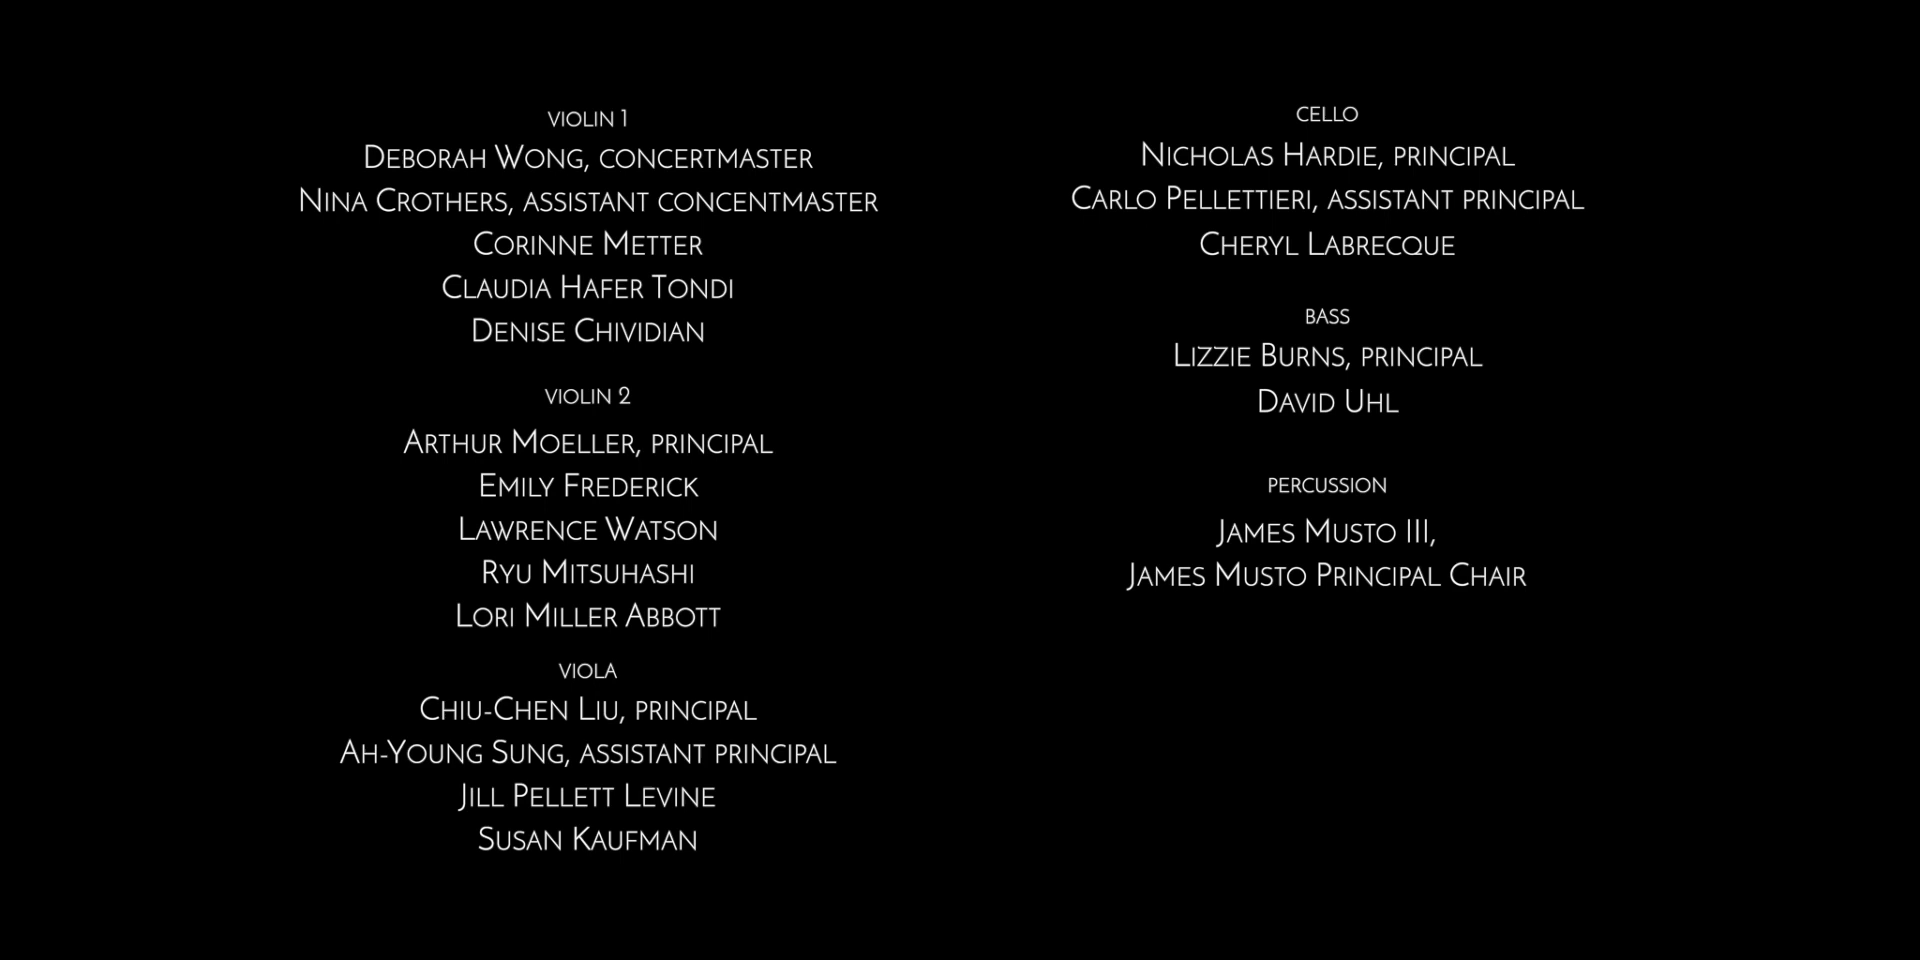 VIOLIN 1
DEBORAH WONG, CONCERTMASTER
NINA CROTHERS, ASSISTANT CONCENTMASTER
CORINNE METTER
CLAUDIA HAFER TONDI
DENISE CHIVIDIAN
VIOLIN 2
ARTHUR MOELLER, PRINCIPAL
EMILY FREDERICK
LAWRENCE WATSON
RYU MITSUHASHI
LORI MILLER ABBOTT
VIOLA
CHIU-CHEN LIU, PRINCIPAL
AH-YOUNG SUNG, ASSISTANT PRINCIPAL
JILL PELLETT LEVINE
SUSAN KAUFMAN
CELLO
NICHOLAS HARDIE, PRINCIPAL
CARLO PELLETTIERI, ASSISTANT PRINCIPAL
CHERYL LABRECQUE
BASS
LIZZIE BURNS, PRINCIPAL
DAVID UHL
PERCUSSION
JAMES MUSTO III,
JAMES MUSTO PRINCIPAL CHAIR